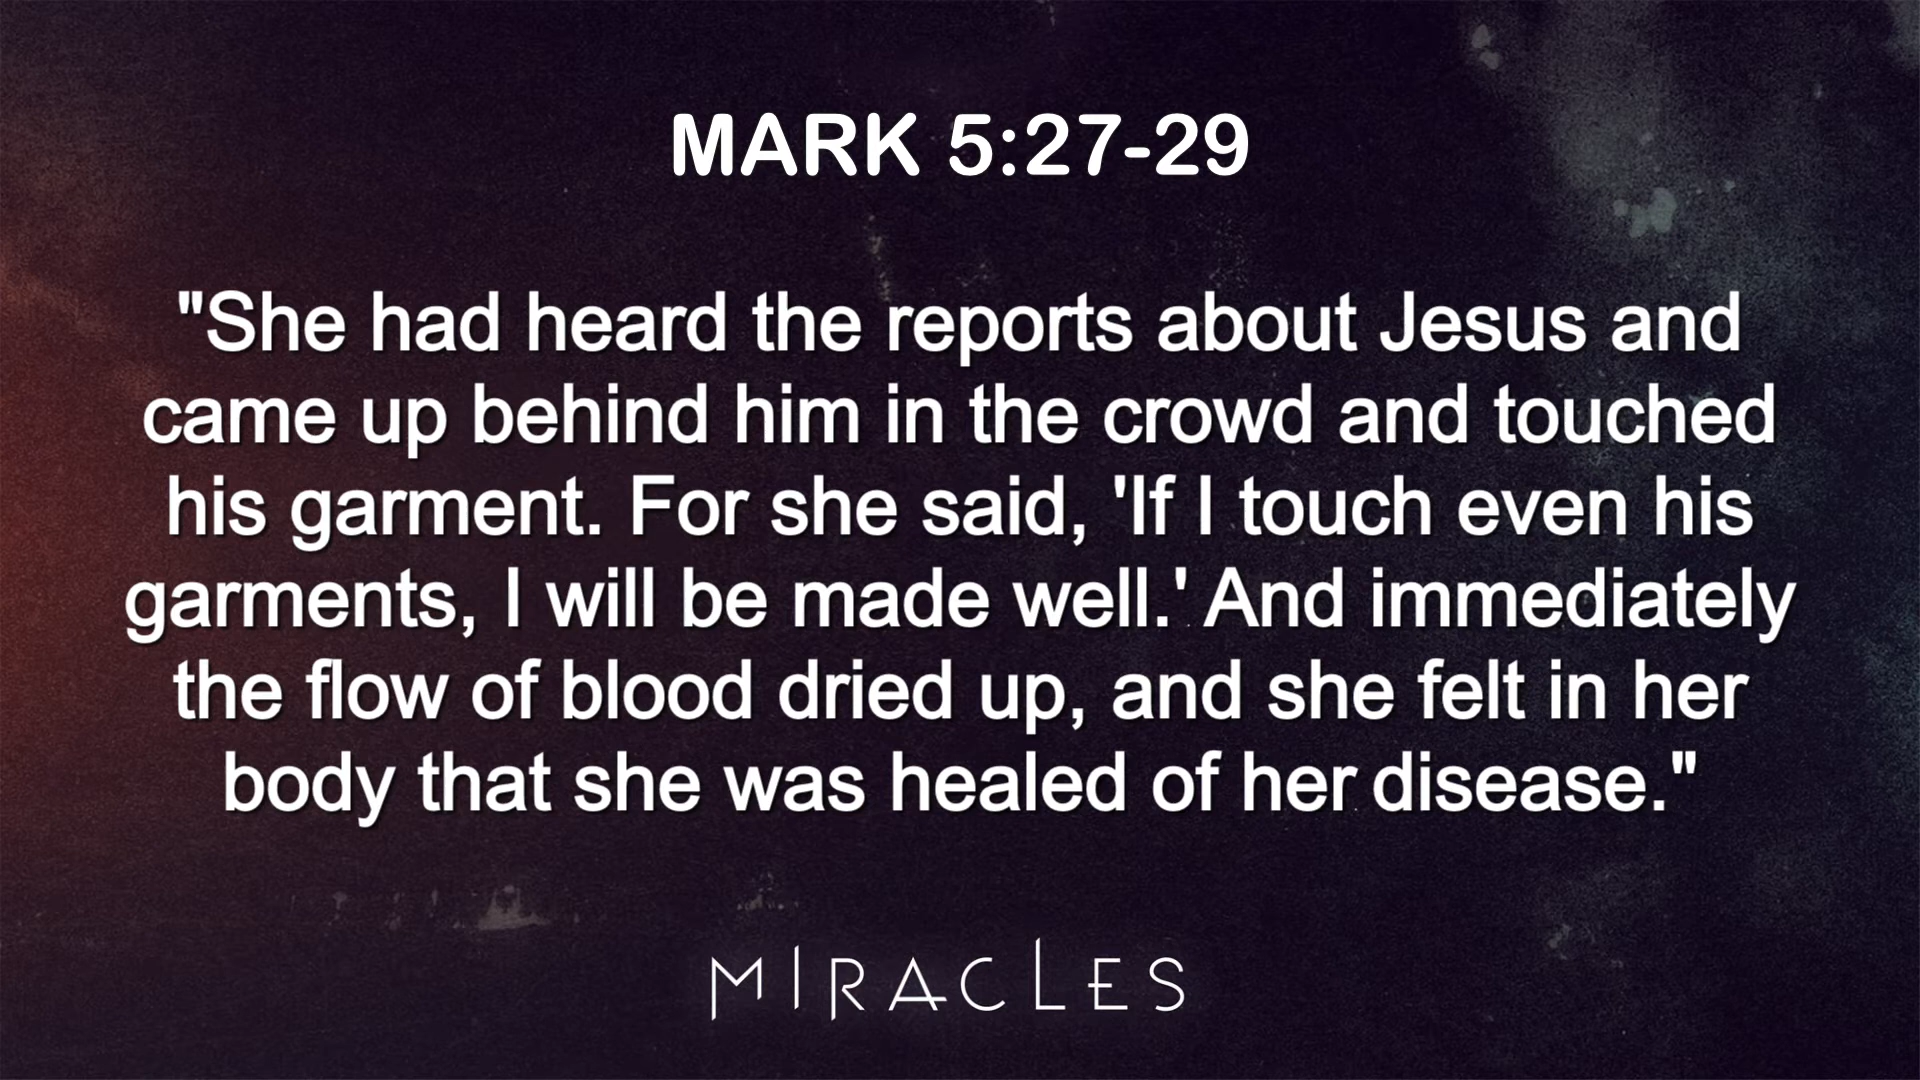 MARK 5:27-29
"She had heard the reports about Jesus and
came up behind him in the crowd and touched
his garment. For she said, 'If I touch even his
garments, I will be made well.' And immediately
the flow of blood dried up, and she felt in her
body that she was healed of her disease."
MIRACLES